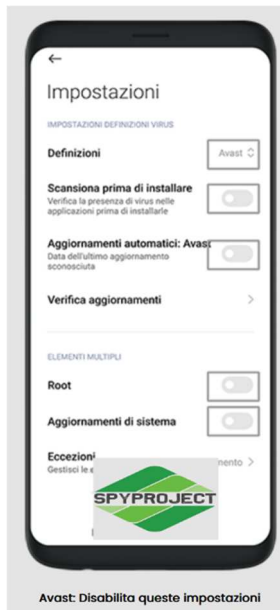 Impostazioni
IMPOSTAZIONI DEFINIZIONI VIRUS
Definizioni
Avast
Scansiona prima di installare
Verifica la presenza di virus nelle
applicazioni prima di installarle
Aggiornamenti automatici: Avast
Data dell'ultimo aggiornamento
sconosciuta
Verifica aggiornamenti
ELEMENTI MULTIPLI
Root
Aggiornamenti di sistema
Eccezioni
Gestisci le
SPYPROJECT
Avast: Disabilita queste impostazioni